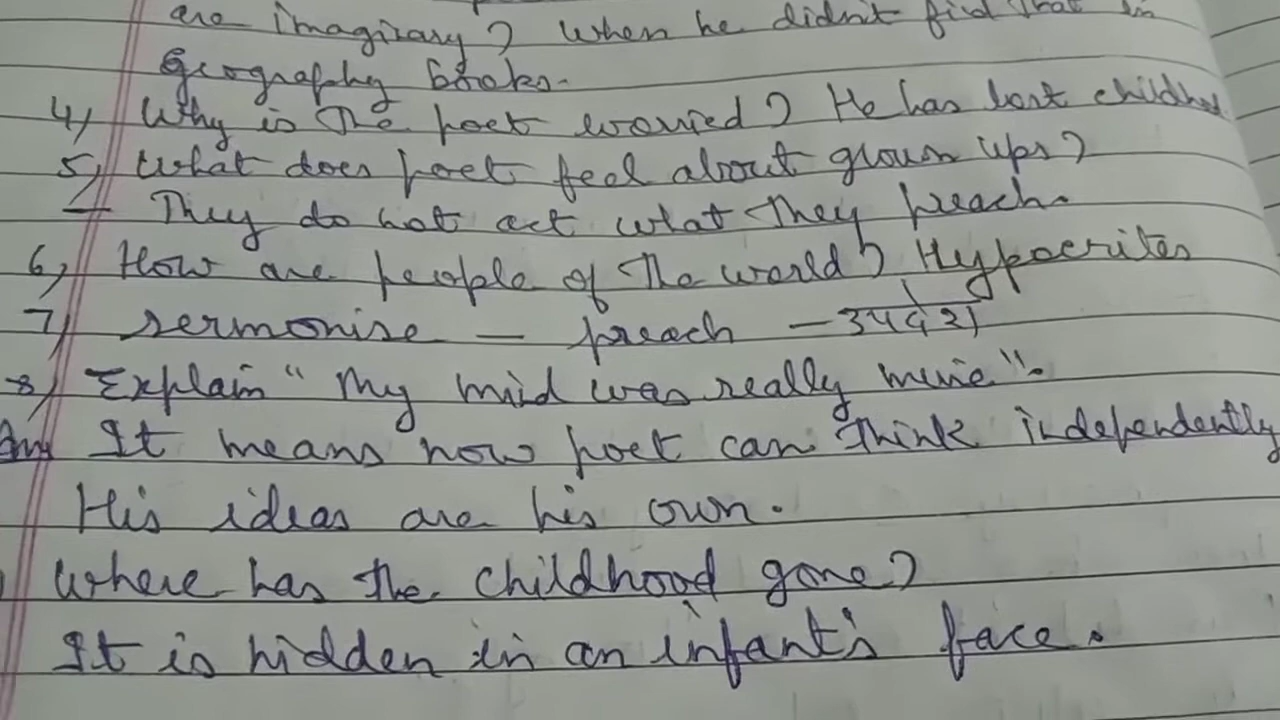 are imaginary? When he didn't find that in
Geography books.
4) Why is the poet worried? He has lost childhood
5) What does poet feel about grown ups?
— They do not act what they preach.
6) How are people of the world? Hypocrites
7) sermonise — preach — उपदेश
8) Explain "My mid was really mine".
Ans It means now poet can think independently
His ideas are his own.
Where has the childhood gone?
It is hidden in an infant's face.